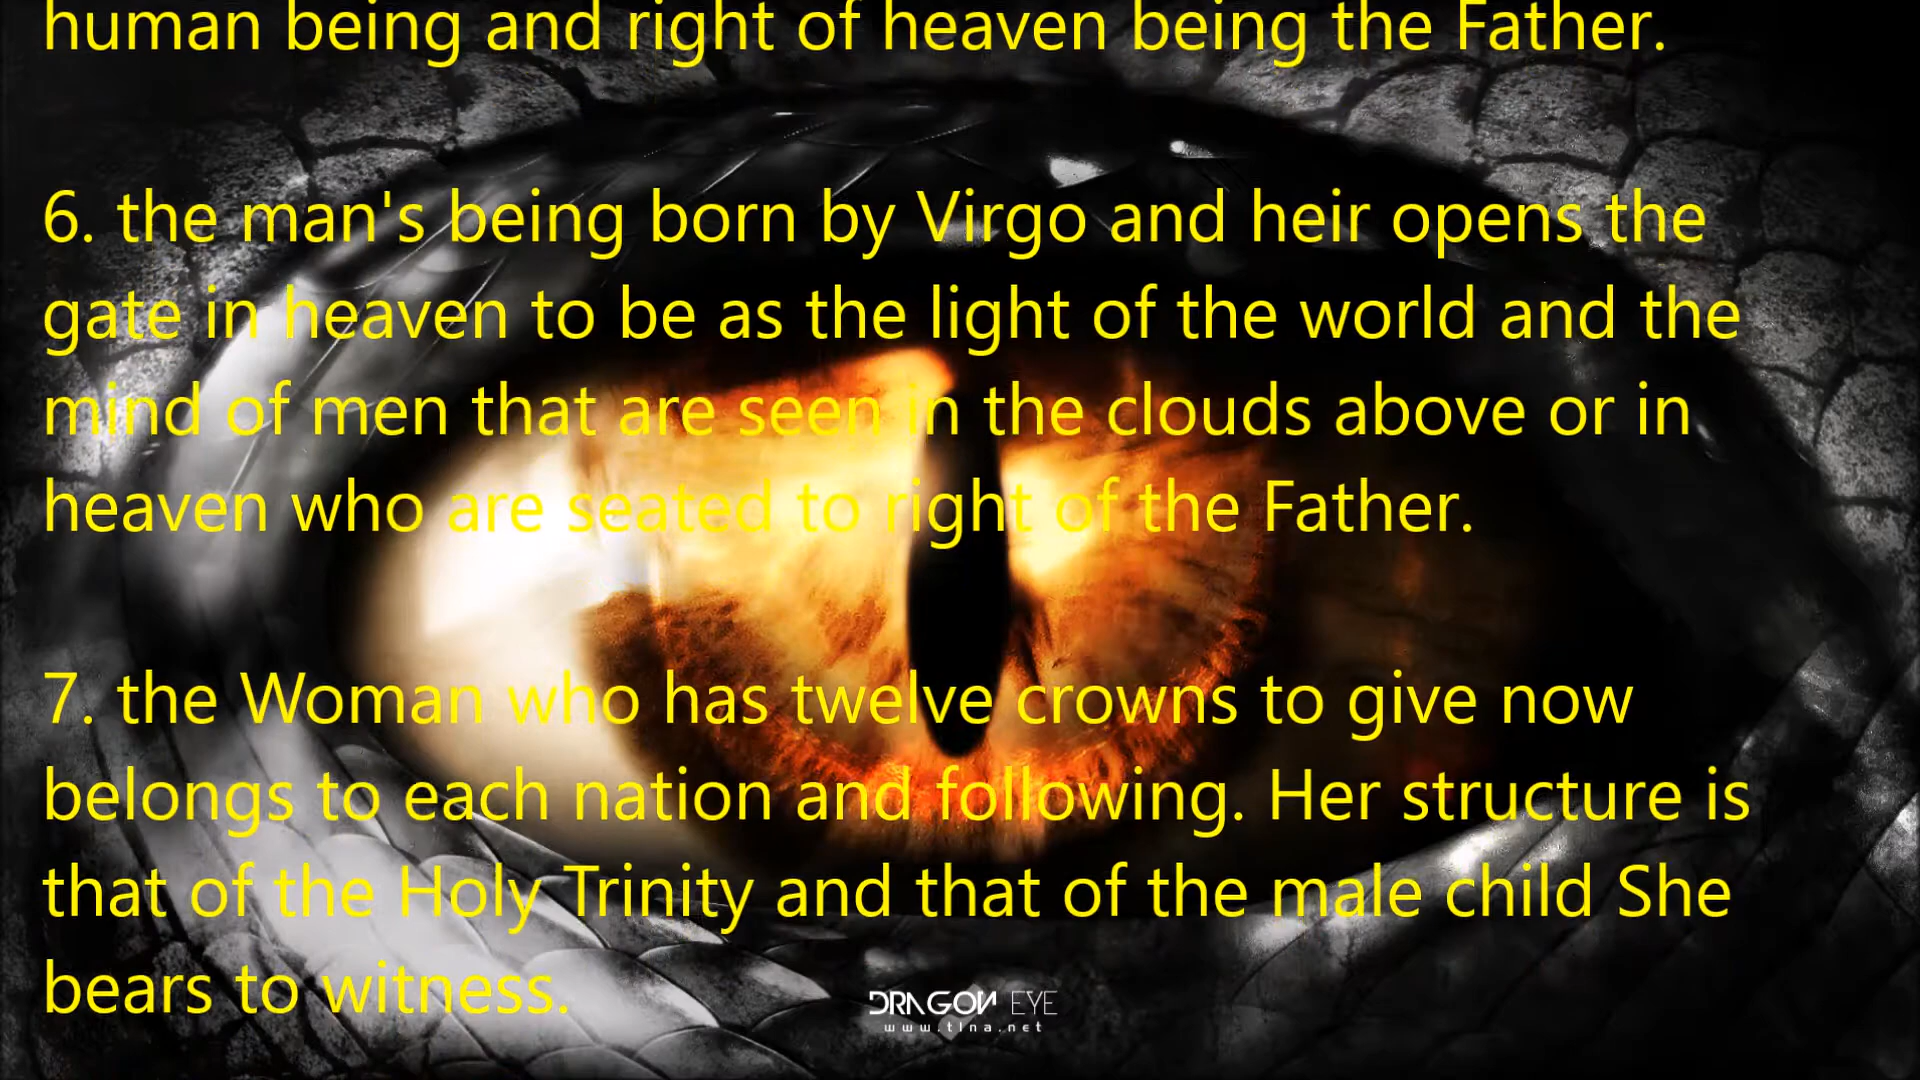 human being and right of heaven being the Father.
6. the man's being born by Virgo and heir opens the
gate in heaven to be as the light of the world and the
mind of men that are seen in the clouds above or in
heaven who are seated to right of the Father.
7. the Woman who has twelve crowns to give now
belongs to each nation and following. Her structure is
that of the Holy Trinity and that of the male child She
bears to witness.
DRAGON EYE
www.tlna.net